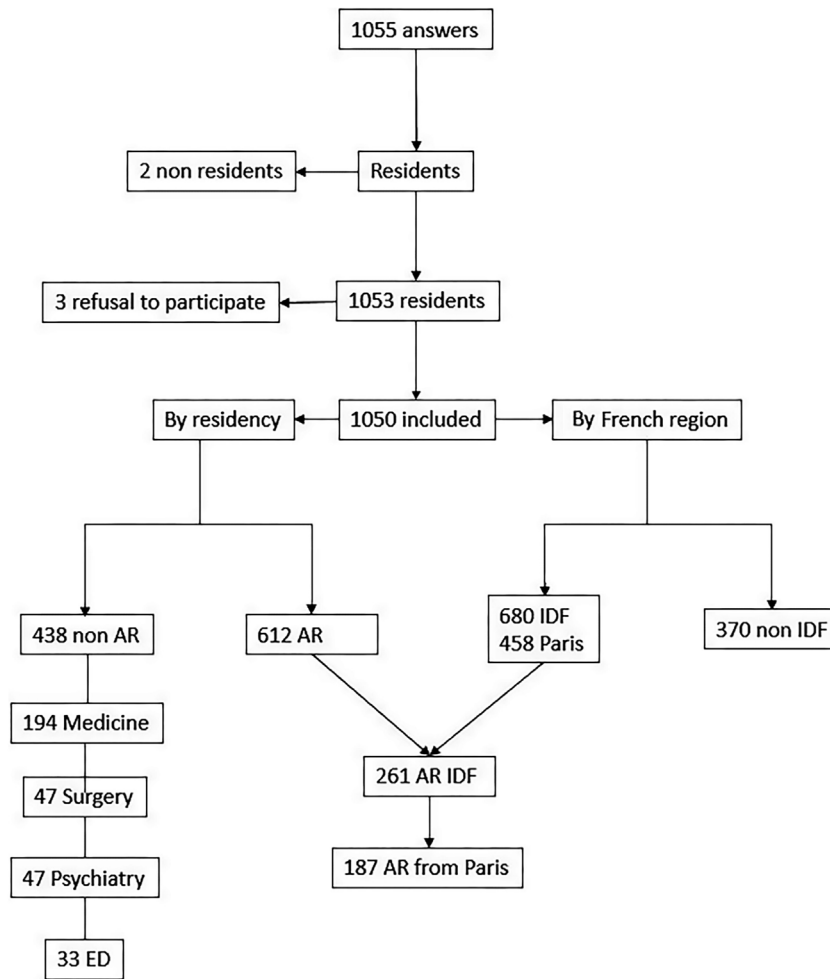 1055 answers
2 non residents
Residents
3 refusal to participate
1053 residents
By residency
1050 included
By French region
438 non AR
612 AR
680 IDF
458 Paris
370 non IDF
194 Medicine
261 AR IDF
47 Surgery
187 AR from Paris
47 Psychiatry
33 ED